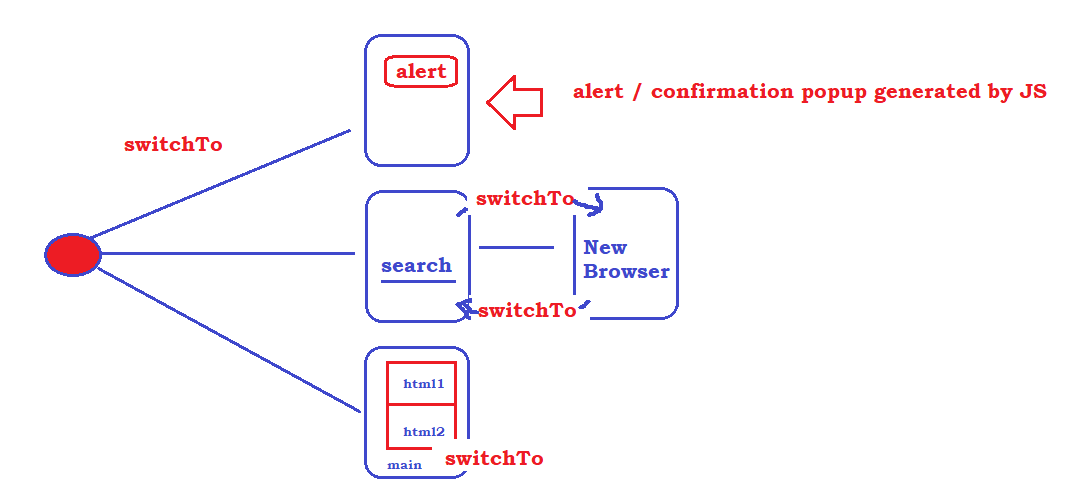 alert
alert / confirmation popup generated by JS
switchTo
switchTo
New
Browser
search
switchTo
html1
html2
main
switchTo